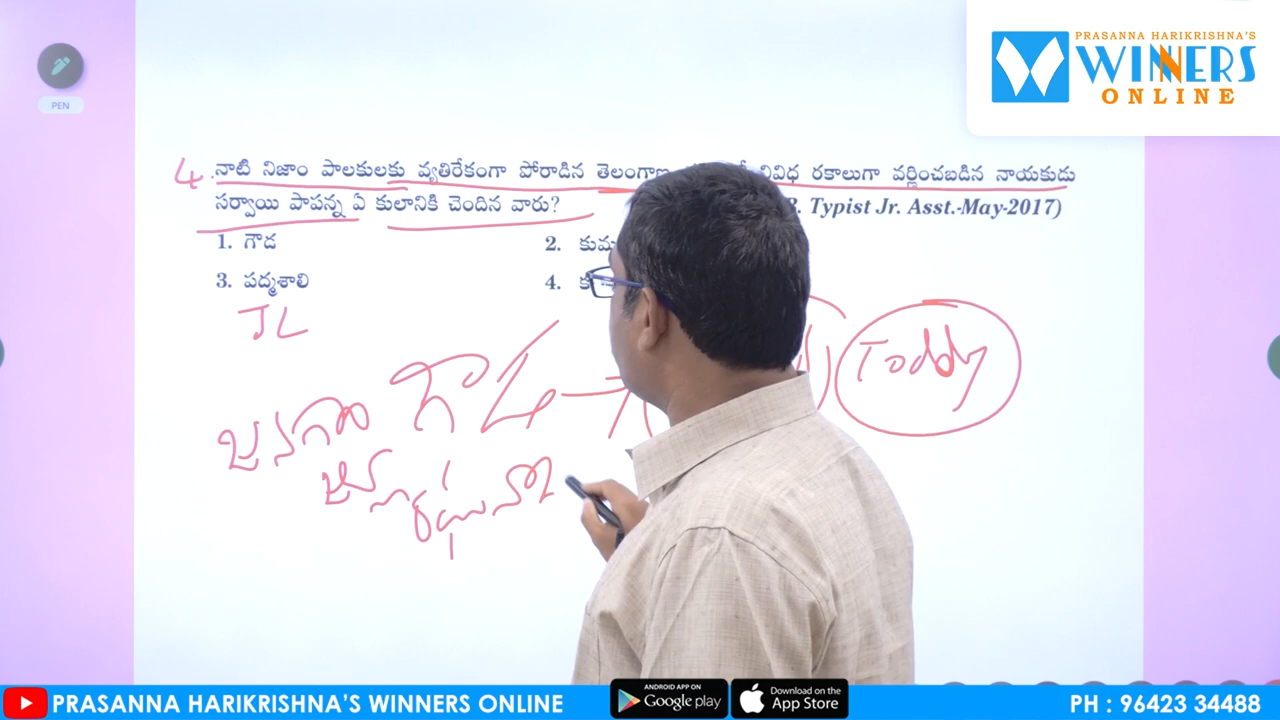 PRASANNA HARIKRISHNA'S
WINNERS
ONLINE
PEN
4. నాటి నిజాం పాలకులకు వ్యతిరేకంగా పోరాడిన తెలంగాణ వివిధ రకాలుగా వర్ణించబడిన నాయకుడు
సర్వాయి పాపన్న ఏ కులానికి చెందిన వారు? Typist Jr. Asst.-May-2017)
1. గౌడ 2.
3. పద్మశాలి 4.
JL
గౌడ Toddy
జనగాం
ANDROID APP ON
Google play
Download on the
App Store
PRASANNA HARIKRISHNA'S WINNERS ONLINE
PH : 96423 34488